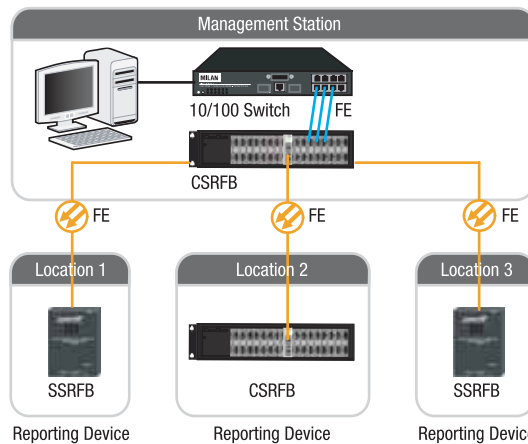 Management Station
MILAN
10/100 Switch
FE
CSRFB
FE
FE
FE
Location 1
Location 2
Location 3
SSRFB
CSRFB
SSRFB
Reporting Device
Reporting Device
Reporting Device